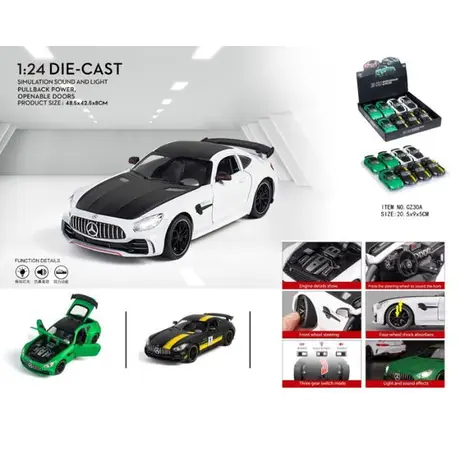 1:24 DIE-CAST
SIMULATION SOUND AND LIGHT
PULLBACK POWER,
OPENABLE DOORS
PRODUCT SIZE: 48.5x42.5x8CM
ITEM NO.GZ30A
SIZE:20.5x9x5CM
FUNCTION DETAILS
Engine details show
Press the steering wheel to sound the horn
Front wheel steering
Four-wheel shock absorbers
Three gear switch mode
Light and sound effects